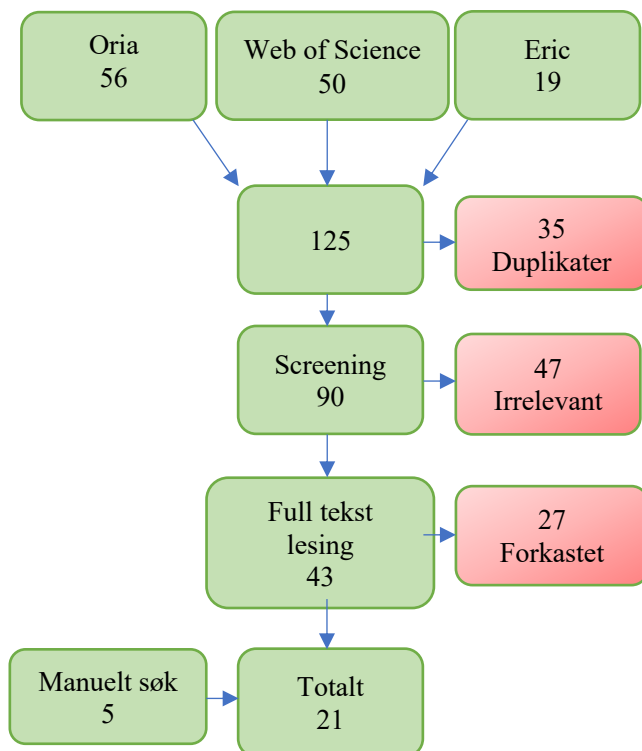 Oria
56
Web of Science
50
Eric
19
125
35
Duplikater
Screening
90
47
Irrelevant
Full tekst
lesing
43
27
Forkastet
Manuelt søk
5
Totalt
21